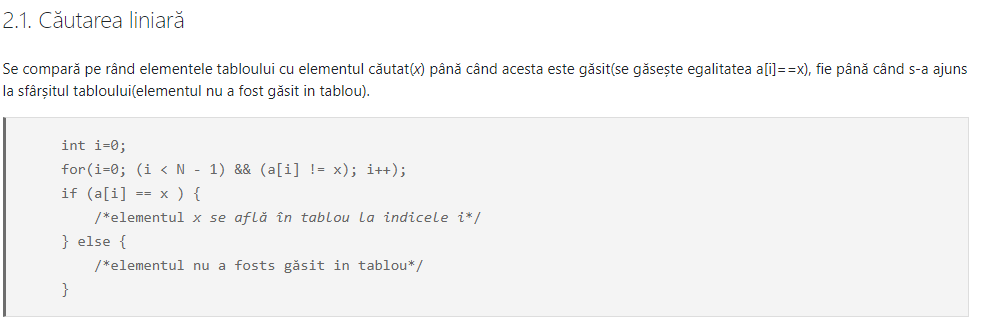 2.1. Căutarea liniară
Se compară pe rând elementele tabloului cu elementul căutat(x) până când acesta este găsit(se găsește egalitatea a[i]==x), fie până când s-a ajuns
la sfârșitul tabloului(elementul nu a fost găsit in tablou).
int i=0;
for(i=0; (i < N - 1) && (a[i] != x); i++);
if (a[i] == x ) {
/*elementul x se află în tablou la indicele i*/
} else {
/*elementul nu a fosts găsit in tablou*/
}